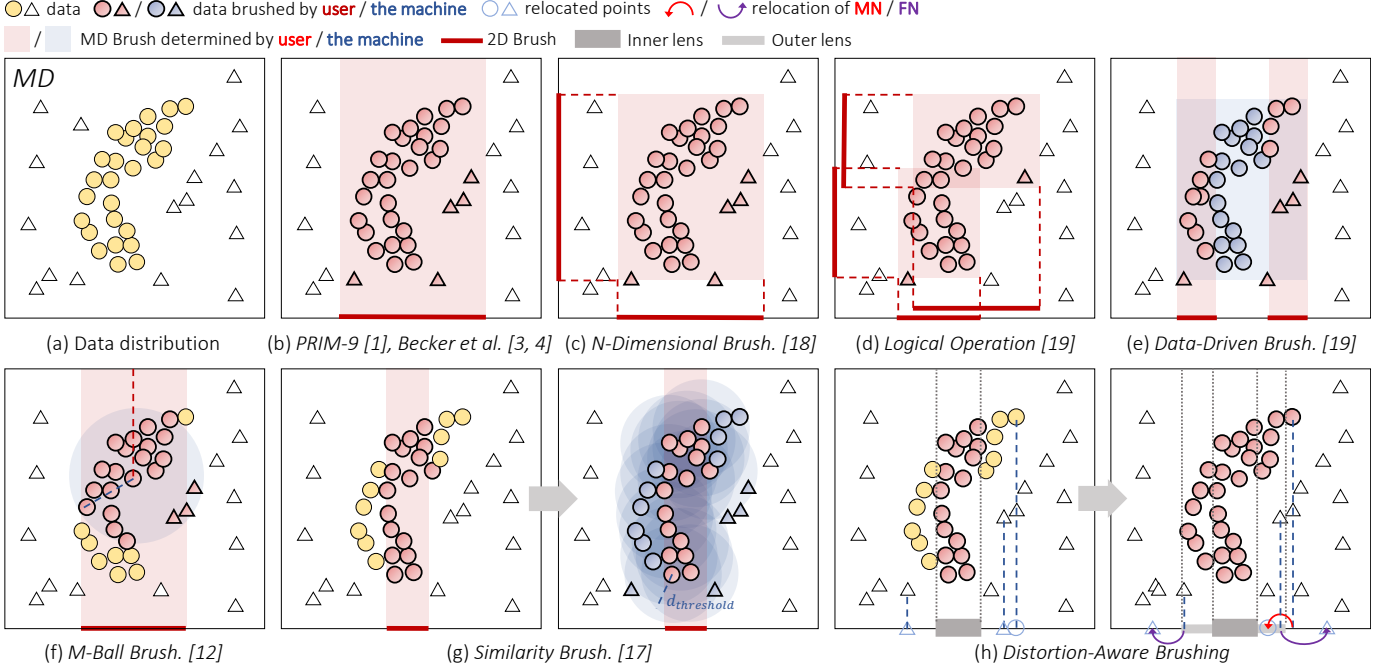 data / data brushed by user / the machine relocated points / relocation of MN / FN
/ MD Brush determined by user / the machine 2D Brush Inner lens Outer lens
MD
(a) Data distribution
(b) PRIM-9 [1], Becker et al. [3, 4]
(c) N-Dimensional Brush. [18]
(d) Logical Operation [19]
(e) Data-Driven Brush. [19]
d_threshold
(f) M-Ball Brush. [12]
(g) Similarity Brush. [17]
(h) Distortion-Aware Brushing